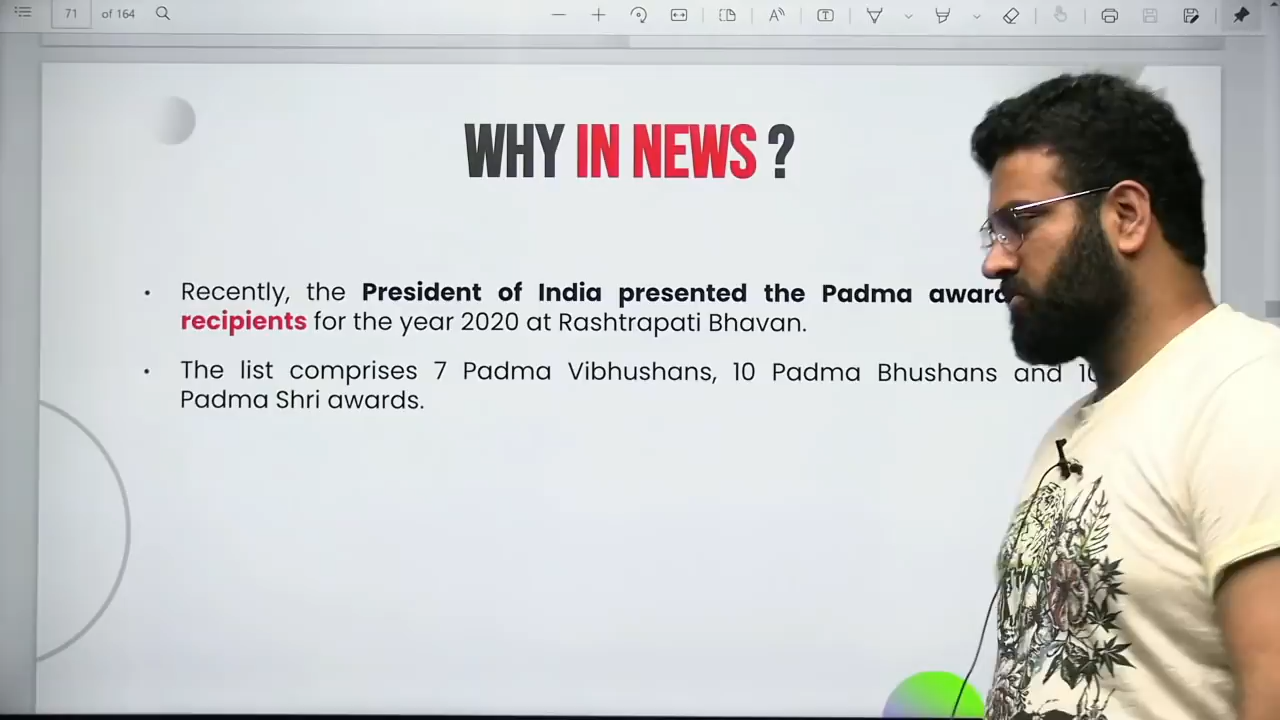 71 of 164
WHY IN NEWS ?
• Recently, the President of India presented the Padma
recipients for the year 2020 at Rashtrapati Bhavan.
• The list comprises 7 Padma Vibhushans, 10 Padma Bhushans and
Padma Shri awards.